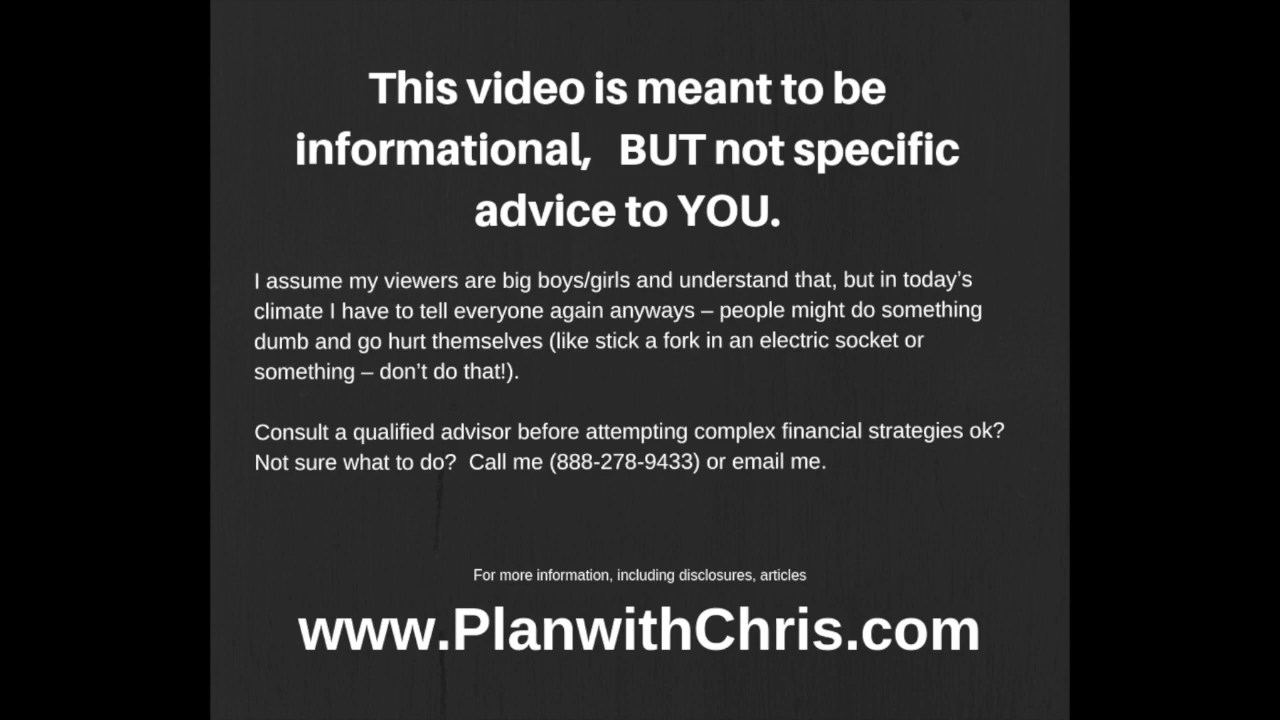 This video is meant to be
informational,   BUT not specific
advice to YOU.
I assume my viewers are big boys/girls and understand that, but in today’s
climate I have to tell everyone again anyways – people might do something
dumb and go hurt themselves (like stick a fork in an electric socket or
something – don’t do that!).
Consult a qualified advisor before attempting complex financial strategies ok?
Not sure what to do?  Call me (888-278-9433) or email me.
For more information, including disclosures, articles
www.PlanwithChris.com